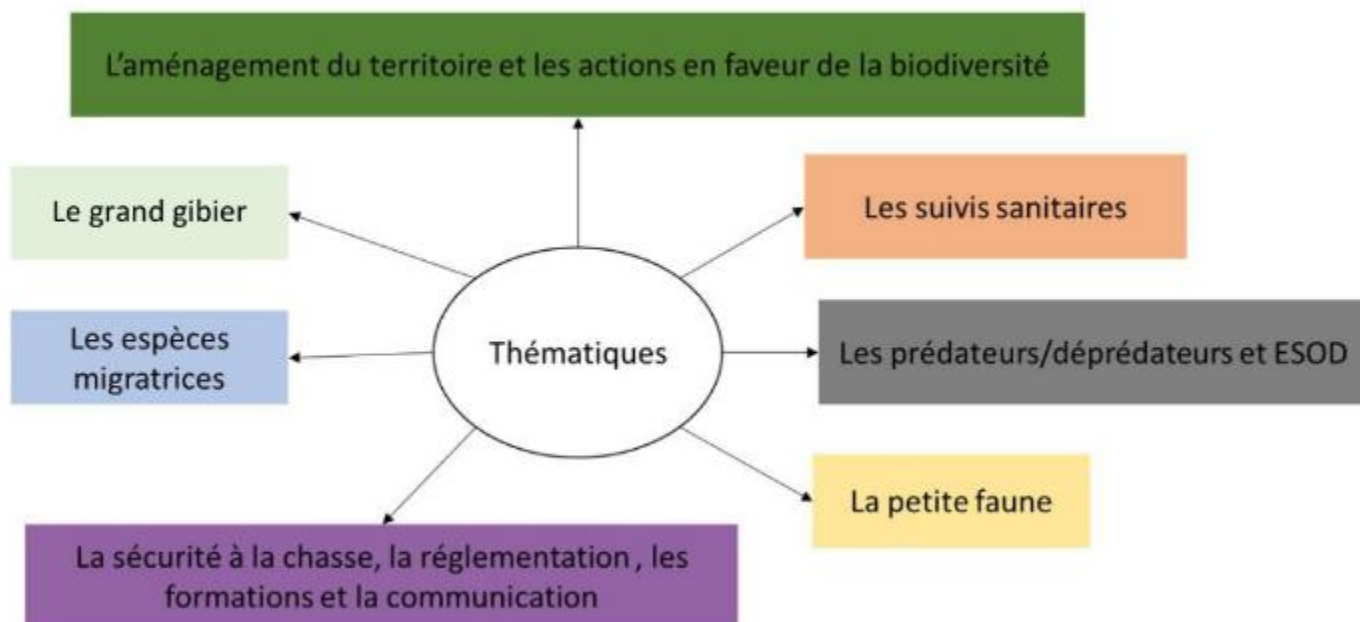 L'aménagement du territoire et les actions en faveur de la biodiversité
Le grand gibier
Les suivis sanitaires
Les espèces
migratrices
Thématiques
Les prédateurs/déprédateurs et ESOD
La petite faune
La sécurité à la chasse, la réglementation , les
formations et la communication